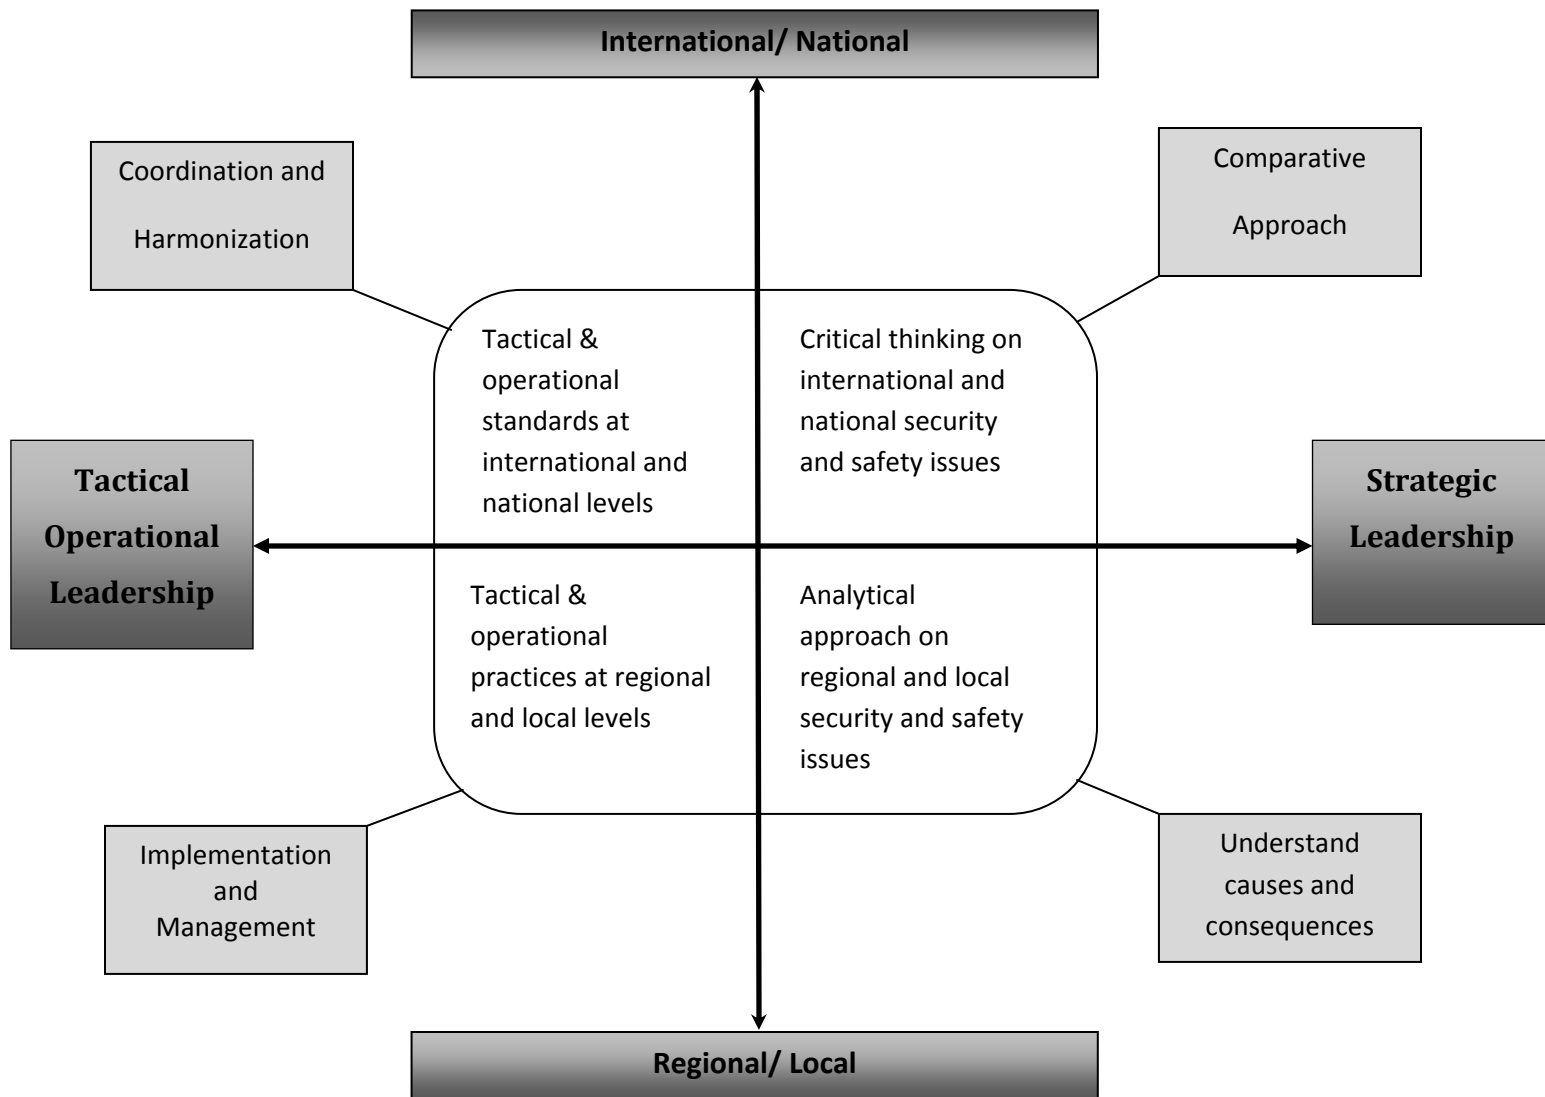 International/ National
Coordination and
Harmonization
Comparative
Approach
Tactical &
operational
standards at
international and
national levels
Critical thinking on
international and
national security
and safety issues
Tactical
Operational
Leadership
Strategic
Leadership
Tactical &
operational
practices at regional
and local levels
Analytical
approach on
regional and local
security and safety
issues
Implementation
and
Management
Understand
causes and
consequences
Regional/ Local